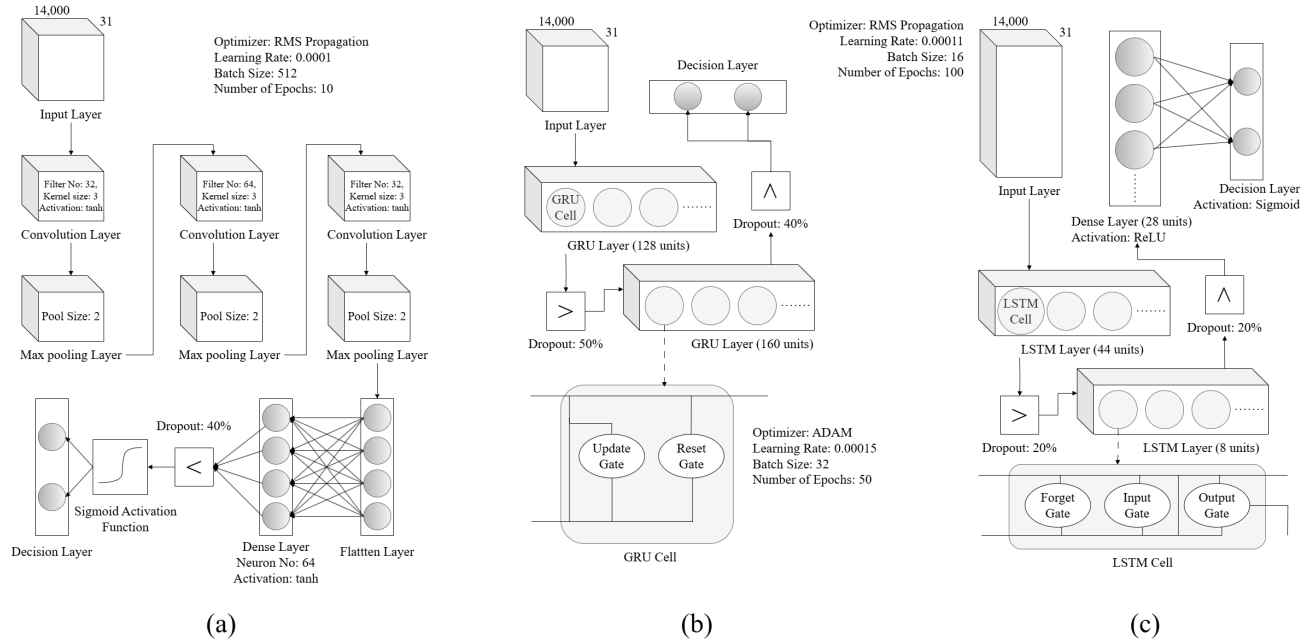 14,000
31
Optimizer: RMS Propagation
Learning Rate: 0.0001
Batch Size: 512
Number of Epochs: 10
Input Layer
Filter No: 32,
Kernel size: 3
Activation: tanh
Convolution Layer
Filter No: 64,
Kernel size: 3
Activation: tanh
Convolution Layer
Filter No: 32,
Kernel size: 3
Activation: tanh
Convolution Layer
Pool Size: 2
Max pooling Layer
Pool Size: 2
Max pooling Layer
Pool Size: 2
Max pooling Layer
Dropout: 40%
<
Sigmoid Activation
Function
Decision Layer
Dense Layer
Neuron No: 64
Activation: tanh
Flattten Layer
(a)
14,000
31
Decision Layer
Input Layer
GRU
Cell
.......
GRU Layer (128 units)
>
Dropout: 40%
>
Dropout: 50%
.......
GRU Layer (160 units)
Update
Gate
Reset
Gate
GRU Cell
Optimizer: ADAM
Learning Rate: 0.00015
Batch Size: 32
Number of Epochs: 50
(b)
Optimizer: RMS Propagation
Learning Rate: 0.00011
Batch Size: 16
Number of Epochs: 100
14,000
31
Input Layer
......
Decision Layer
Activation: Sigmoid
Dense Layer (28 units)
Activation: ReLU
LSTM
Cell
.......
LSTM Layer (44 units)
>
Dropout: 20%
>
Dropout: 20%
.......
LSTM Layer (8 units)
Forget
Gate
Input
Gate
Output
Gate
LSTM Cell
(c)